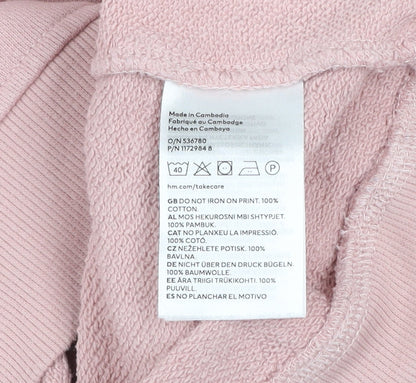 Made in Cambodia
Fabriqué au Cambodge
Hecho en Camboya
O/N 536780
P/N 1172984 8
40 P
hm.com/takecare
GB DO NOT IRON ON PRINT. 100%
COTTON.
AL MOS HEKUROSNI MBI SHTYPJET.
100% PAMBUK.
CAT NO PLANXEU LA IMPRESSIÓ.
100% COTÓ.
CZ NEŽEHLETE POTISK. 100%
BAVLNA.
DE NICHT ÜBER DEN DRUCK BÜGELN.
100% BAUMWOLLE.
EE ÄRA TRIIGI TRÜKIKOHTI. 100%
PUUVILL.
ES NO PLANCHAR EL MOTIVO